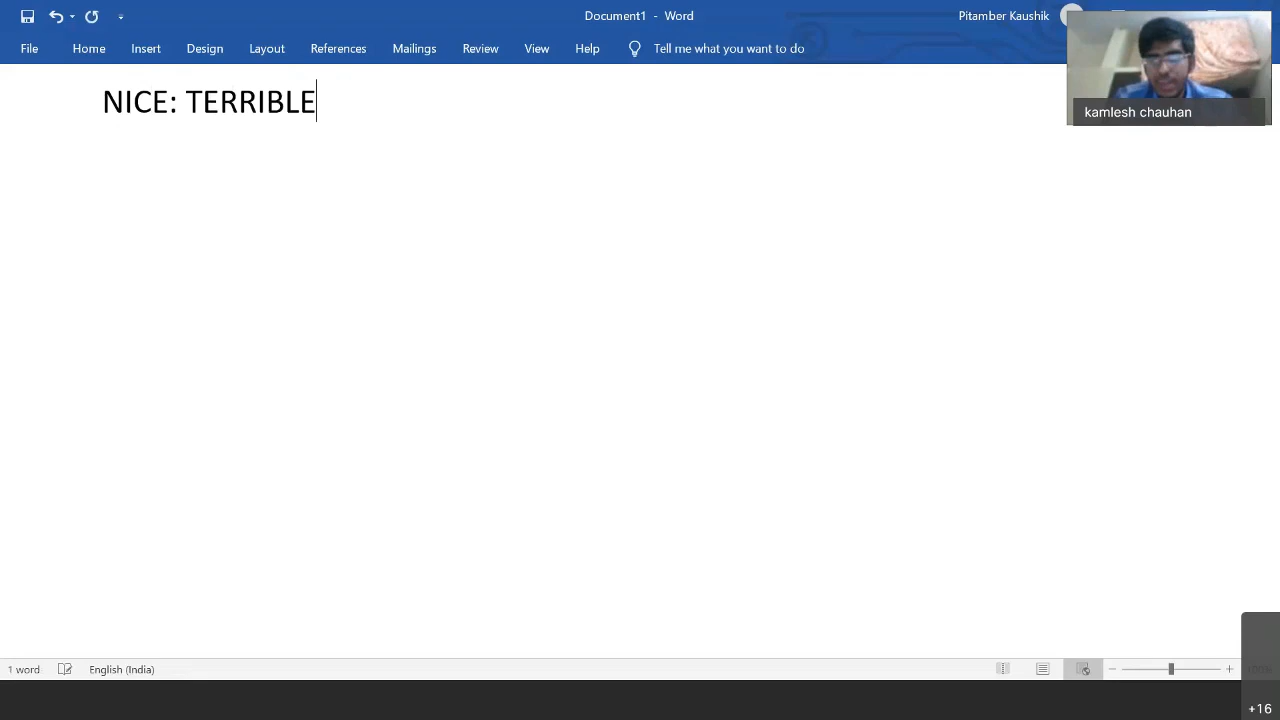 Document1 - Word
Pitamber Kaushik
File Home Insert Design Layout References Mailings Review View Help Tell me what you want to do
kamlesh chauhan
NICE: TERRIBLE
1 word English (India)
+16